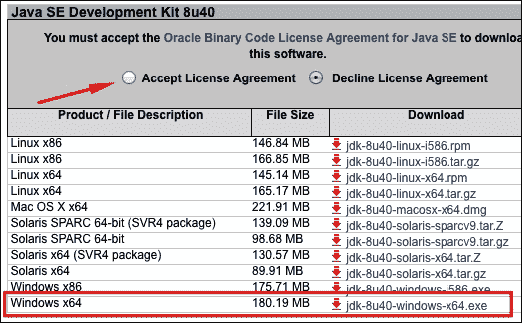 Java SE Development Kit 8u40
You must accept the Oracle Binary Code License Agreement for Java SE to download
this software.
Accept License Agreement Decline License Agreement
Product / File Description File Size Download
Linux x86 146.84 MB jdk-8u40-linux-i586.rpm
Linux x86 166.85 MB jdk-8u40-linux-i586.tar.gz
Linux x64 145.14 MB jdk-8u40-linux-x64.rpm
Linux x64 165.17 MB jdk-8u40-linux-x64.tar.gz
Mac OS X x64 221.91 MB jdk-8u40-macosx-x64.dmg
Solaris SPARC 64-bit (SVR4 package) 139.09 MB jdk-8u40-solaris-sparcv9.tar.Z
Solaris SPARC 64-bit 98.68 MB jdk-8u40-solaris-sparcv9.tar.gz
Solaris x64 (SVR4 package) 130.57 MB jdk-8u40-solaris-x64.tar.Z
Solaris x64 89.91 MB jdk-8u40-solaris-x64.tar.gz
Windows x86 175.71 MB jdk-8u40-windows-i586.exe
Windows x64 180.19 MB jdk-8u40-windows-x64.exe